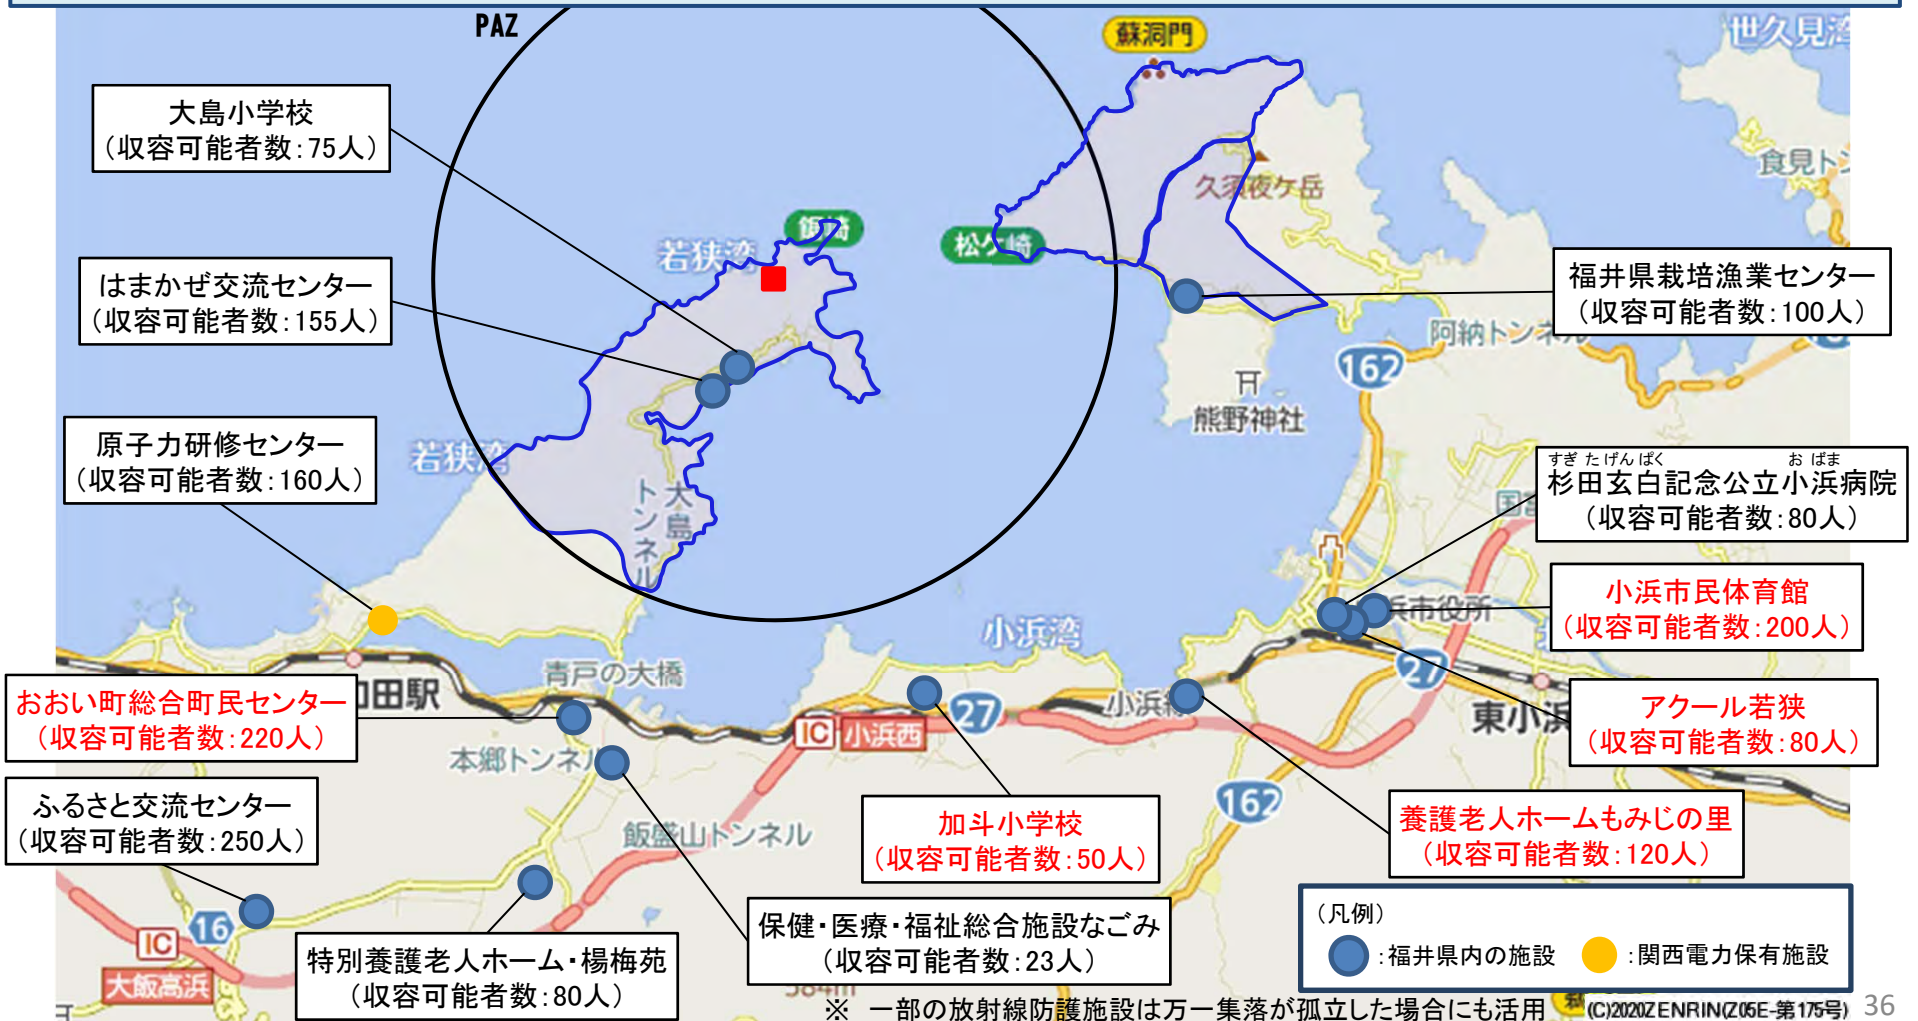 PAZ
蘇洞門
世久見湾
大島小学校
（収容可能者数：75人）
食見ト
久須夜ケ岳
鋸崎
若狭湾
松ケ崎
はまかぜ交流センター
（収容可能者数：155人）
福井県栽培漁業センター
（収容可能者数：100人）
阿納トンネル
162
熊野神社
原子力研修センター
（収容可能者数：160人）
若狭湾
大島
トンネル
すぎ た げん ぱく お ばま
杉田玄白記念公立小浜病院
（収容可能者数：80人）
国富
小浜市民体育館
（収容可能者数：200人）
浜市役所
小浜湾
青戸の大橋
27
和田駅
おおい町総合町民センター
（収容可能者数：220人）
小浜線
27
東小浜
アクール若狭
（収容可能者数：80人）
IC 小浜西
本郷トンネル
162
ふるさと交流センター
（収容可能者数：250人）
飯盛山トンネル
加斗小学校
（収容可能者数：50人）
養護老人ホームもみじの里
（収容可能者数：120人）
16
IC
大飯高浜
特別養護老人ホーム・楊梅苑
（収容可能者数：80人）
保健・医療・福祉総合施設なごみ
（収容可能者数：23人）
（凡例）
：福井県内の施設 ：関西電力保有施設
584m
※ 一部の放射線防護施設は万一集落が孤立した場合にも活用
(C)2020ZENRIN(Z05E-第175号)
36